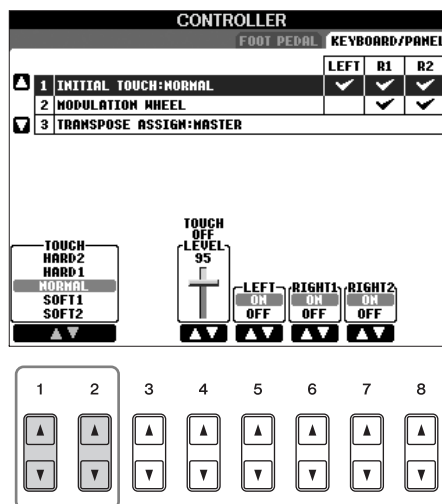 CONTROLLER
FOOT PEDAL KEYBOARD/PANEL
LEFT R1 R2
1 INITIAL TOUCH:NORMAL
2 MODULATION WHEEL
3 TRANSPOSE ASSIGN:MASTER
TOUCH
OFF
LEVEL
95
TOUCH
HARD2
HARD1
NORMAL
SOFT1
SOFT2
LEFT RIGHT1 RIGHT2
ON ON ON
OFF OFF OFF
1 2 3 4 5 6 7 8